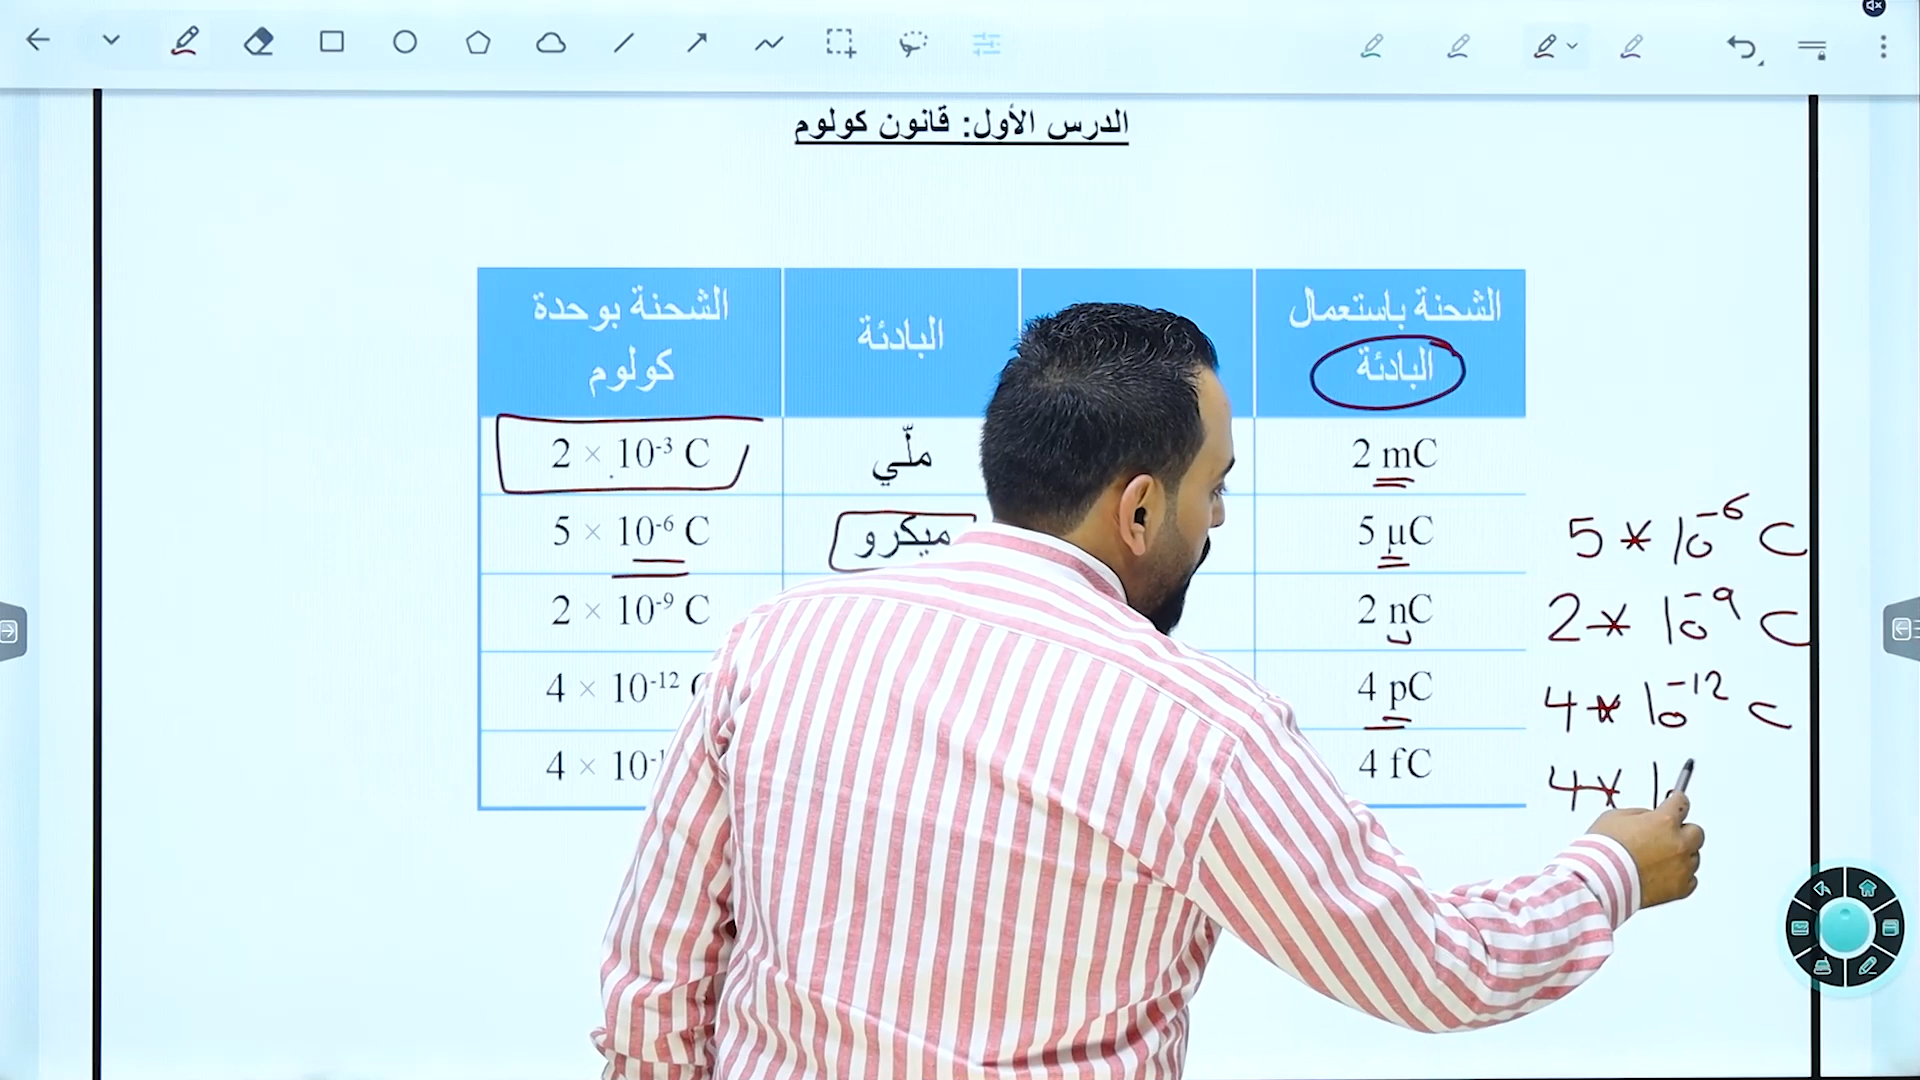 الدرس الأول: قانون كولوم
الشحنة باستعمال البادئة
البادئة
الشحنة بوحدة كولوم
2 mC
ملّي
2 × 10⁻³ C
5 µC
ميكرو
5 × 10⁻⁶ C
5 * 10⁻⁶ C
2 nC
2 × 10⁻⁹ C
2 * 10⁻⁹ C
4 pC
4 × 10⁻¹²
4 * 10⁻¹² C
4 fC
4 × 10
4 *